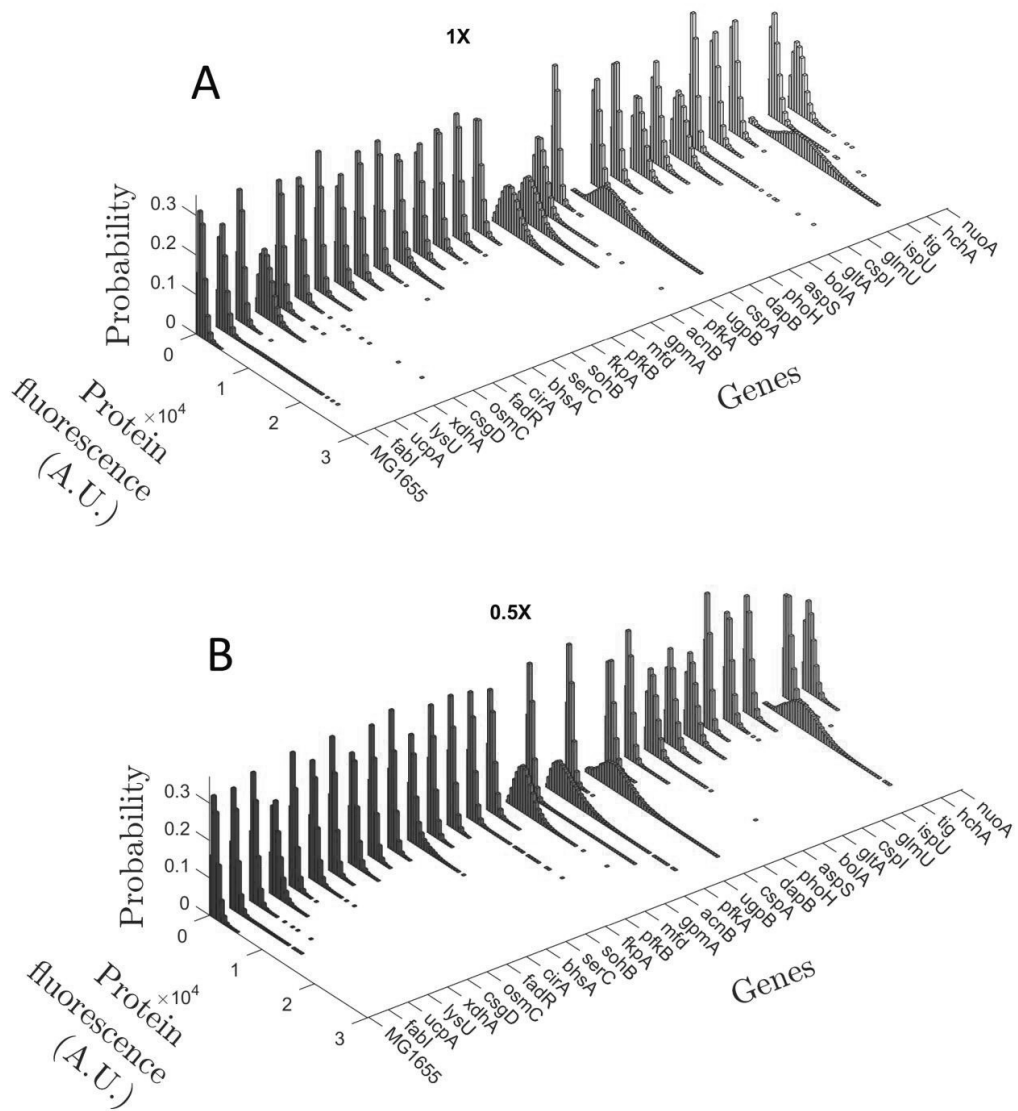 1X
A
Probability
0.3
0.2
0.1
0
0
1
2
3
×10⁴
Protein
fluorescence
(A.U.)
MG1655
fabI
ucpA
lysU
xdhA
csgD
osmC
fadR
cirA
bhsA
serC
sohB
fkpA
pfkB
mfd
gpmA
acnB
pfkA
ugpB
cspA
dapB
phoH
aspS
bolA
gltA
cspI
glmU
ispU
tig
hchA
nuoA
Genes
0.5X
B
Probability
0.3
0.2
0.1
0
0
1
2
3
×10⁴
Protein
fluorescence
(A.U.)
MG1655
fabI
ucpA
lysU
xdhA
csgD
osmC
fadR
cirA
bhsA
serC
sohB
fkpA
pfkB
mfd
gpmA
acnB
pfkA
ugpB
cspA
dapB
phoH
aspS
bolA
gltA
cspI
glmU
ispU
tig
hchA
nuoA
Genes